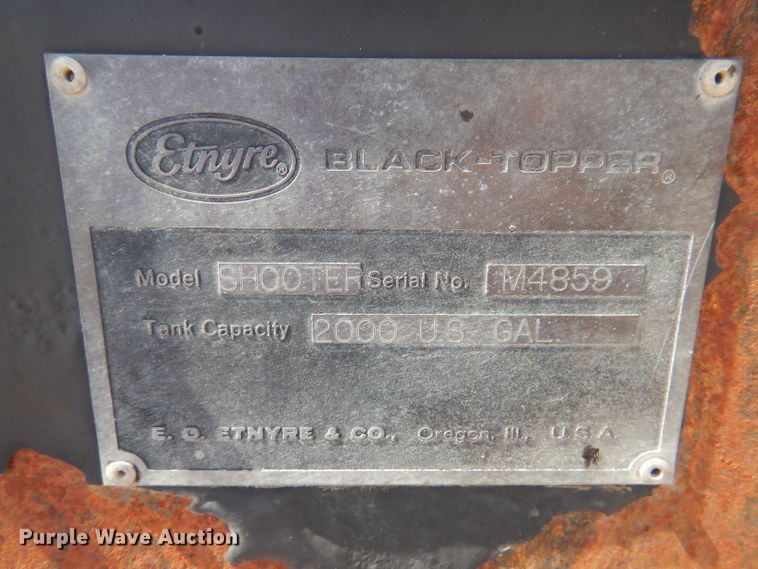 Etnyre® BLACK-TOPPER®
Model SHOOTER Serial No. M4859
Tank Capacity 2000 U.S. GAL.
E. D. ETNYRE & CO., Oregon, Ill., U.S.A.
Purple Wave Auction®